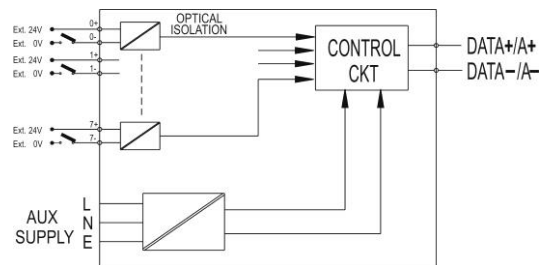 Ext. 24V 0+
Ext. 0V 0-
Ext. 24V 1+
Ext. 0V 1-
Ext. 24V 7+
Ext. 0V 7-
OPTICAL
ISOLATION
CONTROL
CKT
DATA+/A+
DATA−/A−
AUX
SUPPLY
L
N
E